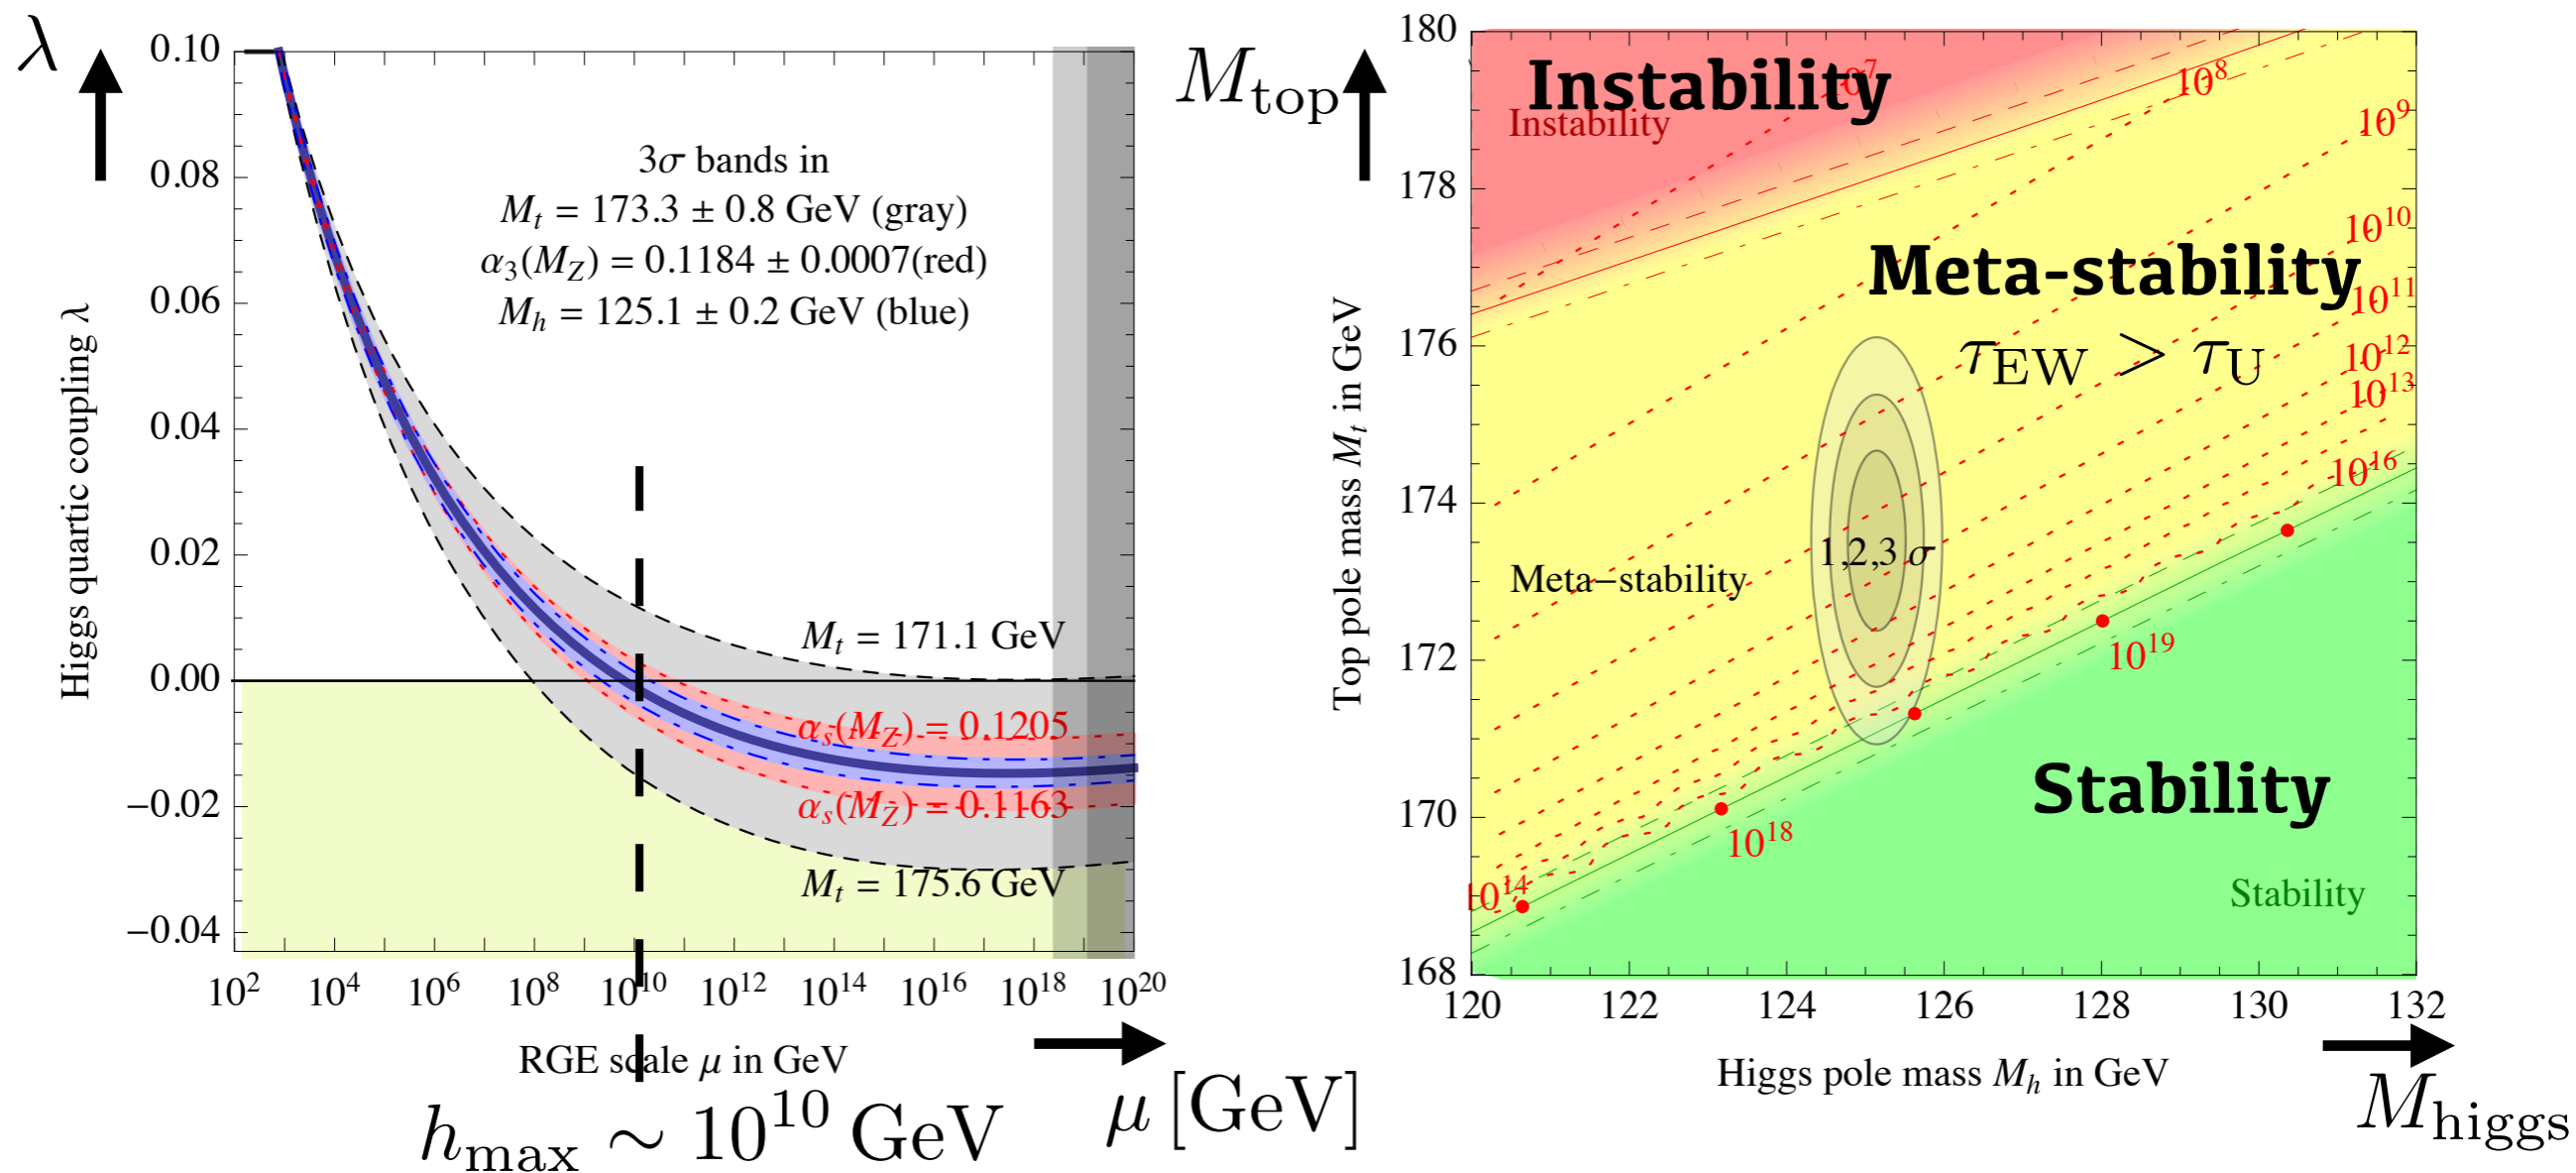 λ
0.10
0.08
0.06
0.04
0.02
0.00
−0.02
−0.04
Higgs quartic coupling λ
3σ bands in
M_t = 173.3 ± 0.8 GeV (gray)
α_3(M_Z) = 0.1184 ± 0.0007(red)
M_h = 125.1 ± 0.2 GeV (blue)
M_t = 171.1 GeV
α_s(M_Z) = 0.1205
α_s(M_Z) = 0.1163
M_t = 175.6 GeV
10^2 10^4 10^6 10^8 10^10 10^12 10^14 10^16 10^18 10^20
RGE scale μ in GeV
h_max ∼ 10^10 GeV
μ [GeV]
M_top
180
178
176
174
172
170
168
Top pole mass M_t in GeV
Instability
Instability
10^8
10^9
10^10
Meta-stability
10^11
τ_EW > τ_U
10^12
10^13
10^16
1,2,3 σ
Meta−stability
10^19
Stability
10^18
10^14
Stability
120 122 124 126 128 130 132
Higgs pole mass M_h in GeV
M_higgs